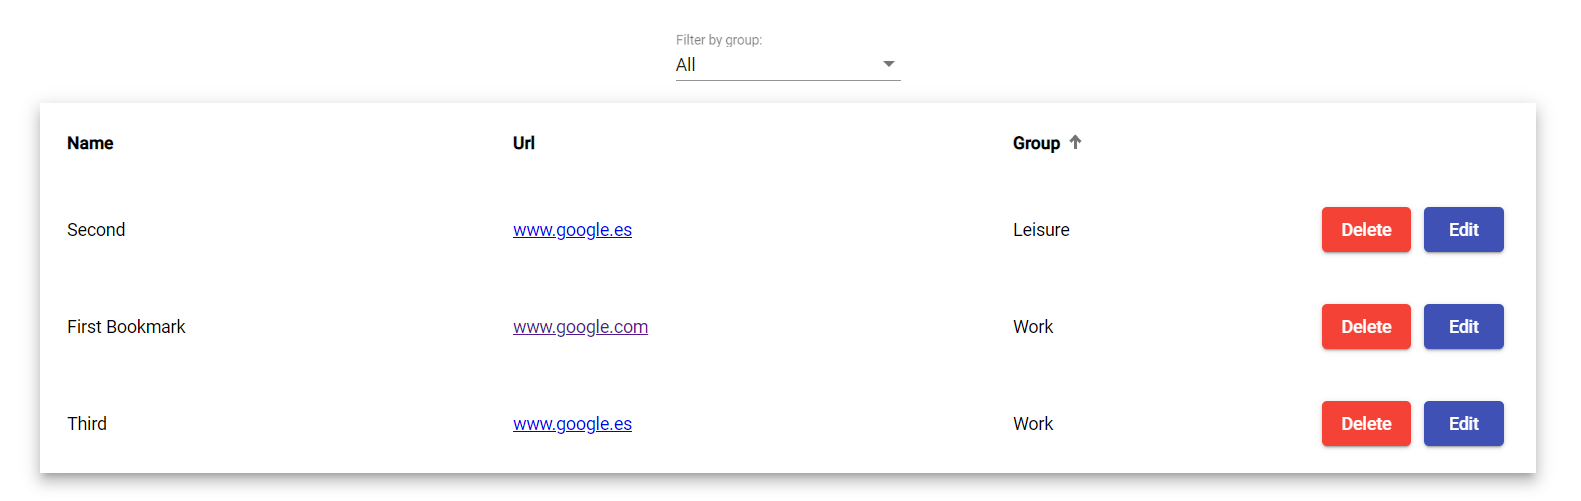 Filter by group:
All
Name Url Group
Second www.google.es Leisure Delete Edit
First Bookmark www.google.com Work Delete Edit
Third www.google.es Work Delete Edit